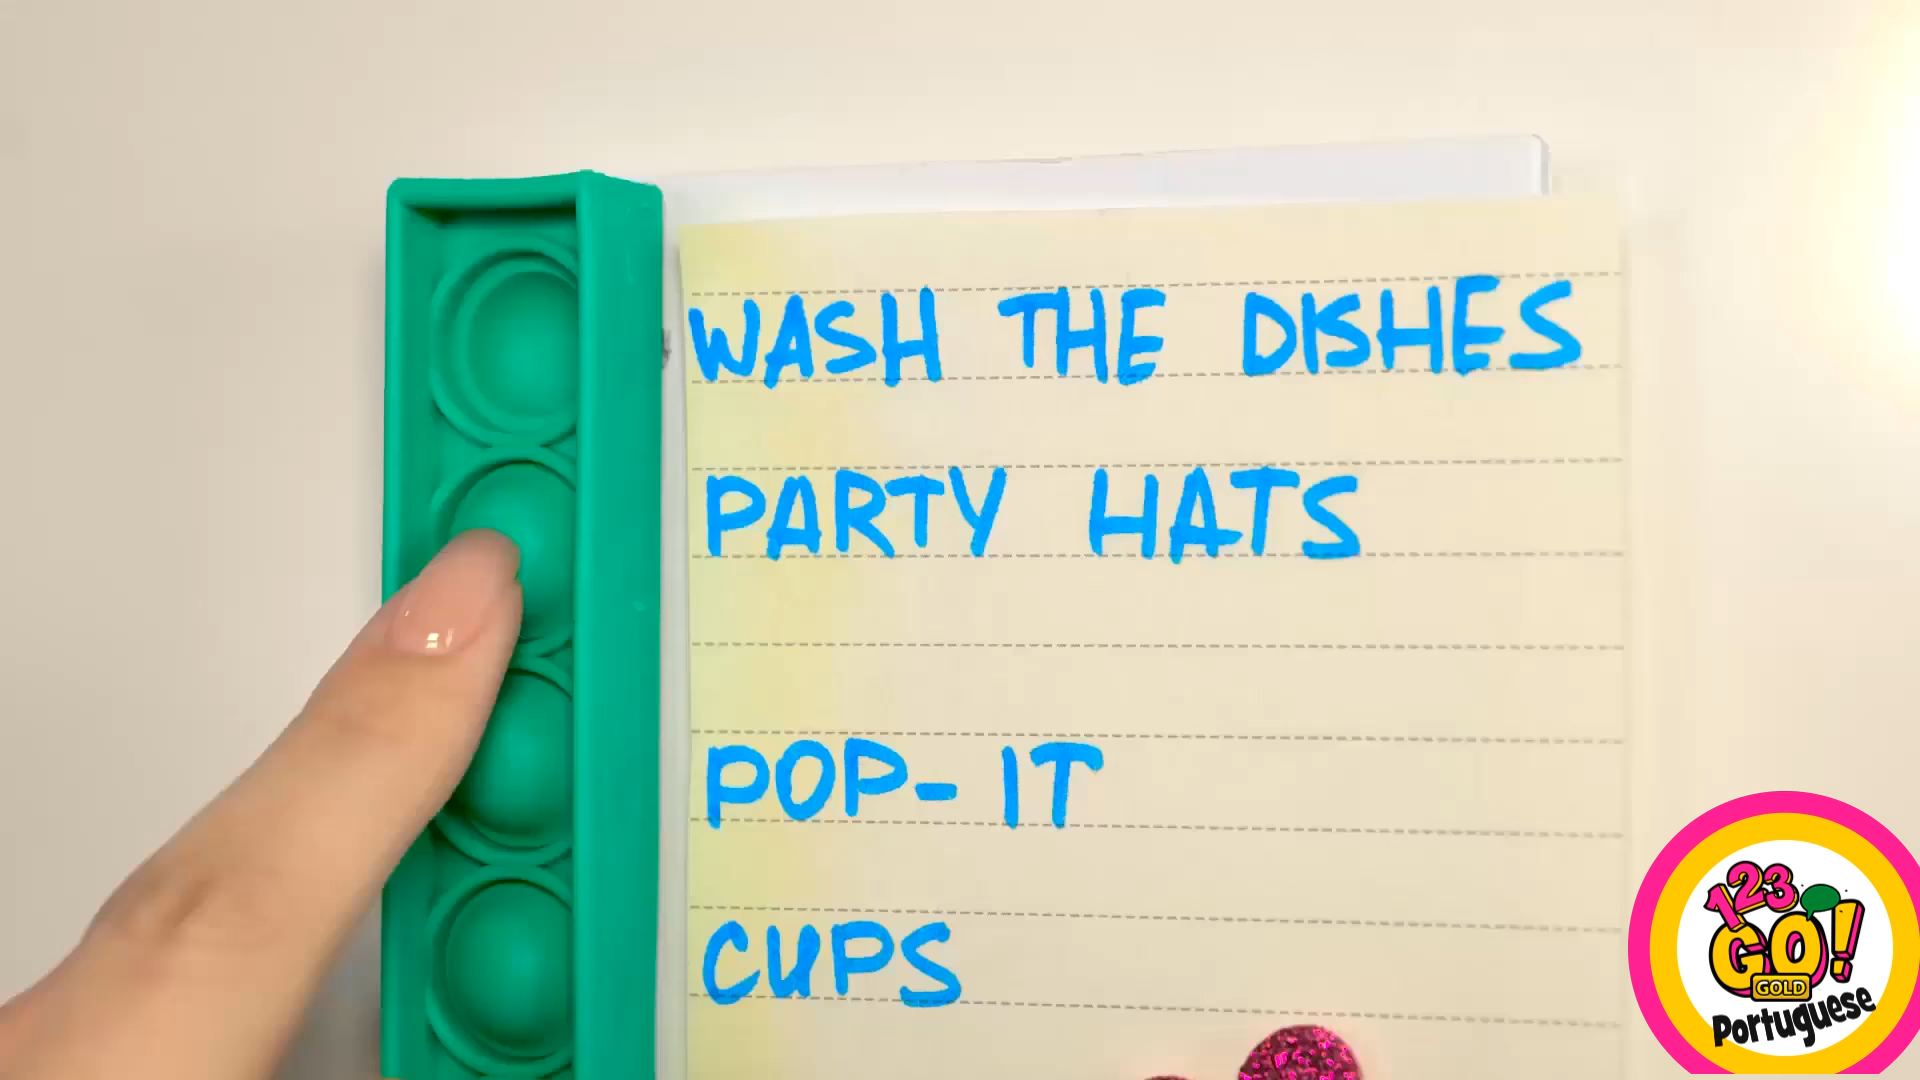 WASH THE DISHES
PARTY HATS
POP-IT
CUPS
123
GO!
GOLD
Portuguese